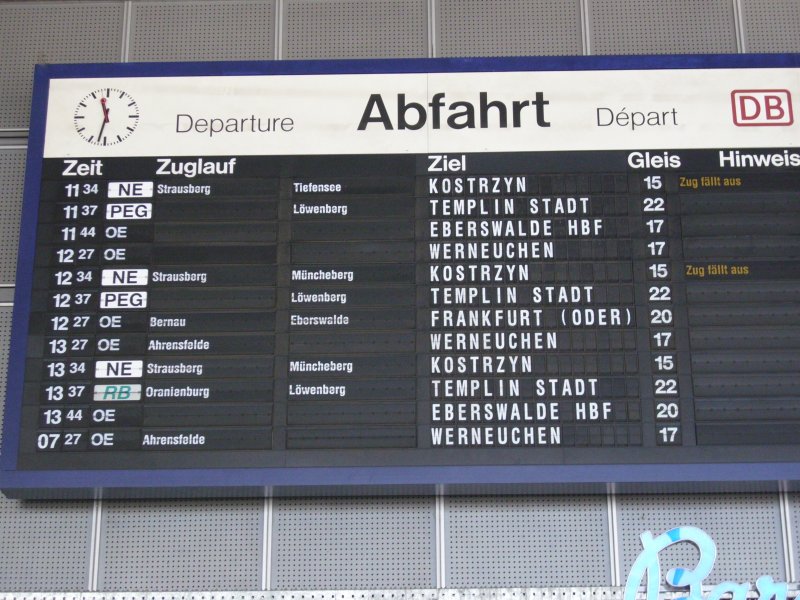 Departure Abfahrt Départ DB
Zeit Zuglauf Ziel Gleis Hinweis
11 34 NE Strausberg Tiefensee KOSTRZYN 15 Zug fällt aus
11 37 PEG Löwenberg TEMPLIN STADT 22
11 44 OE EBERSWALDE HBF 17
12 27 OE WERNEUCHEN 17
12 34 NE Strausberg Müncheberg KOSTRZYN 15 Zug fällt aus
12 37 PEG Löwenberg TEMPLIN STADT 22
12 27 OE Bernau Eberswalde FRANKFURT (ODER) 20
13 27 OE Ahrensfelde WERNEUCHEN 17
13 34 NE Strausberg Müncheberg KOSTRZYN 15
13 37 RB Oranienburg Löwenberg TEMPLIN STADT 22
13 44 OE EBERSWALDE HBF 20
07 27 OE Ahrensfelde WERNEUCHEN 17